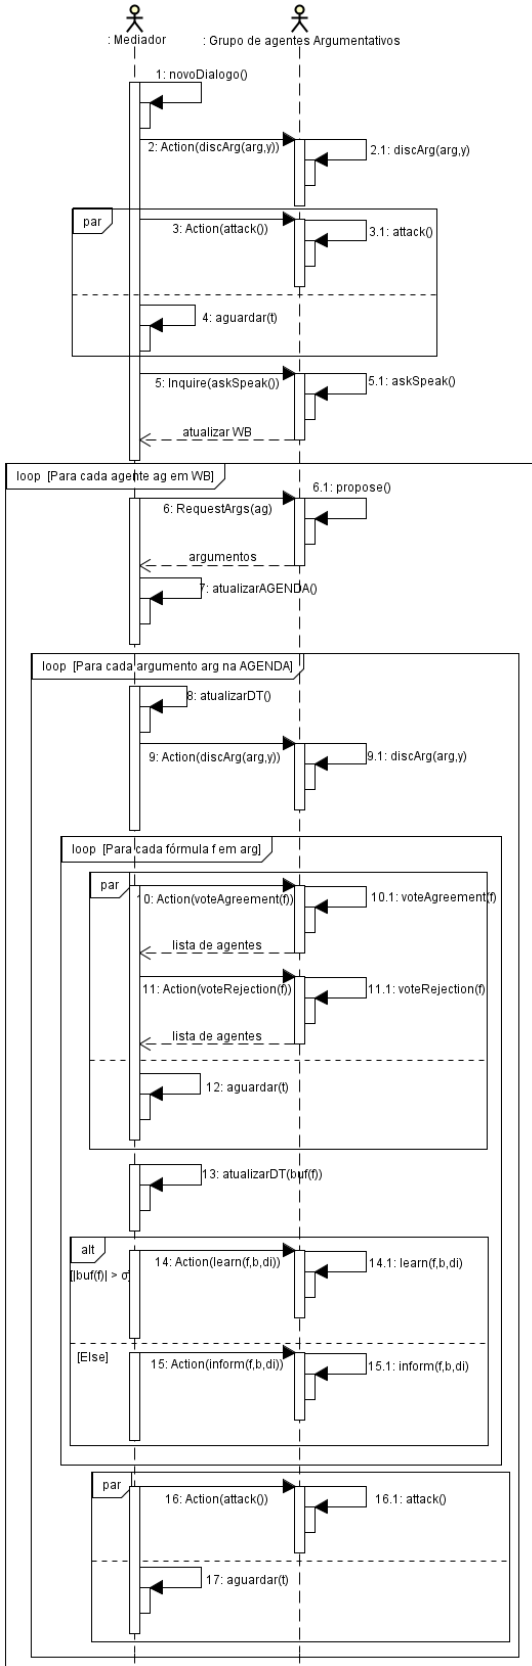 : Mediador
: Grupo de agentes Argumentativos
1: novoDialogo()
2: Action(discArg(arg,y))
2.1: discArg(arg,y)
par
3: Action(attack())
3.1: attack()
4: aguardar(t)
5: Inquire(askSpeak())
5.1: askSpeak()
atualizar WB
loop [Para cada agente ag em WB]
6.1: propose()
6: RequestArgs(ag)
argumentos
7: atualizarAGENDA()
loop [Para cada argumento arg na AGENDA]
8: atualizarDT()
9: Action(discArg(arg,y))
9.1: discArg(arg,y)
loop [Para cada fórmula f em arg]
par
10: Action(voteAgreement(f))
10.1: voteAgreement(f)
lista de agentes
11: Action(voteRejection(f))
11.1: voteRejection(f)
lista de agentes
12: aguardar(t)
13: atualizarDT(buf(f))
alt
[|buf(f)| > σ]
14: Action(learn(f,b,di))
14.1: learn(f,b,di)
[Else]
15: Action(inform(f,b,di))
15.1: inform(f,b,di)
par
16: Action(attack())
16.1: attack()
17: aguardar(t)